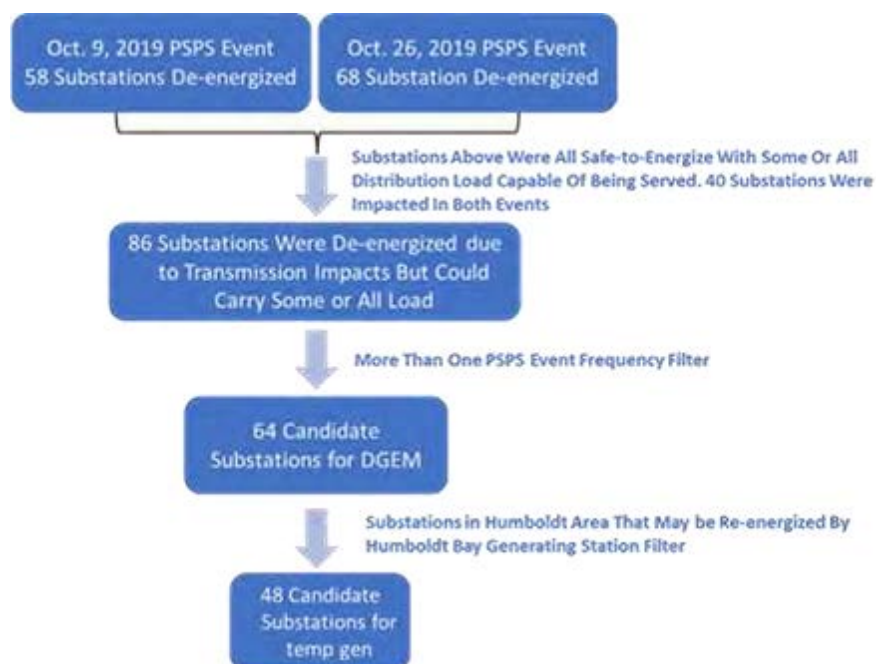 Oct. 9, 2019 PSPS Event
58 Substations De-energized
Oct. 26, 2019 PSPS Event
68 Substation De-energized
Substations Above Were All Safe-to-Energize With Some Or All
Distribution Load Capable Of Being Served. 40 Substations Were
Impacted In Both Events
86 Substations Were De-energized due
to Transmission Impacts But Could
Carry Some or All Load
More Than One PSPS Event Frequency Filter
64 Candidate
Substations for DGEM
Substations in Humboldt Area That May be Re-energized By
Humboldt Bay Generating Station Filter
48 Candidate
Substations for
temp gen